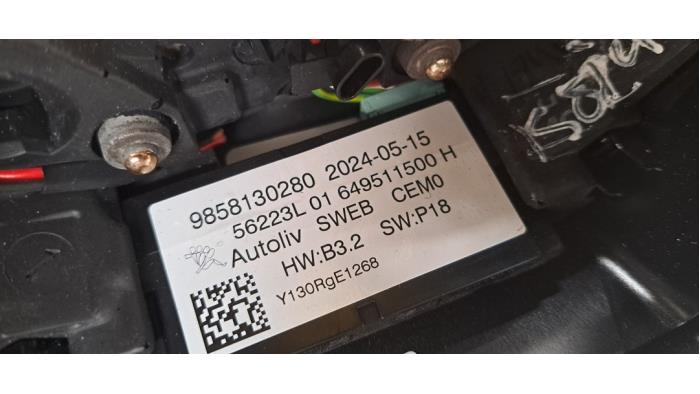 9858130280 2024-05-15
56223L 01 649511500 H
Autoliv SWEB CEM0
HW:B3.2 SW:P18
Y130RgE1268